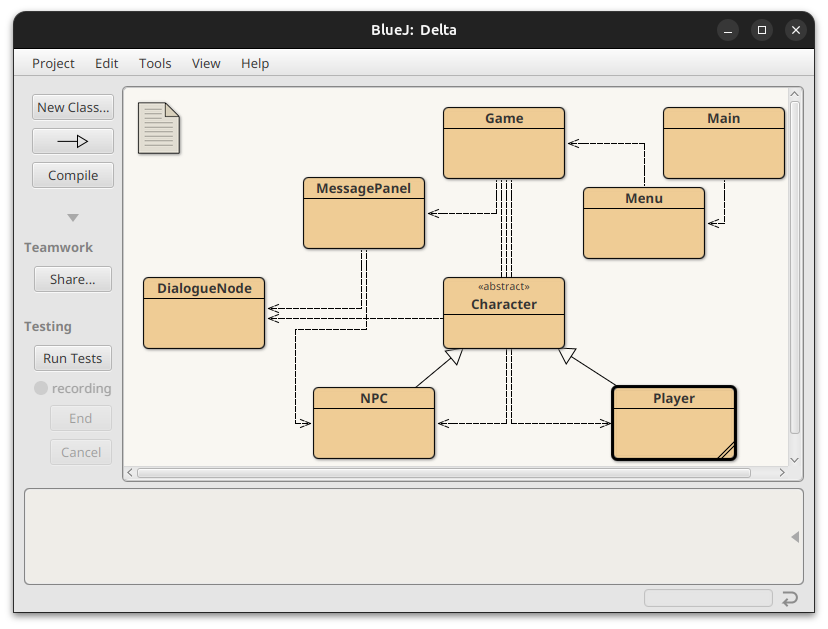 BlueJ: Delta
Project Edit Tools View Help
New Class...
Compile
Teamwork
Share...
Testing
Run Tests
recording
End
Cancel
Game
Main
MessagePanel
Menu
DialogueNode
«abstract»
Character
NPC
Player